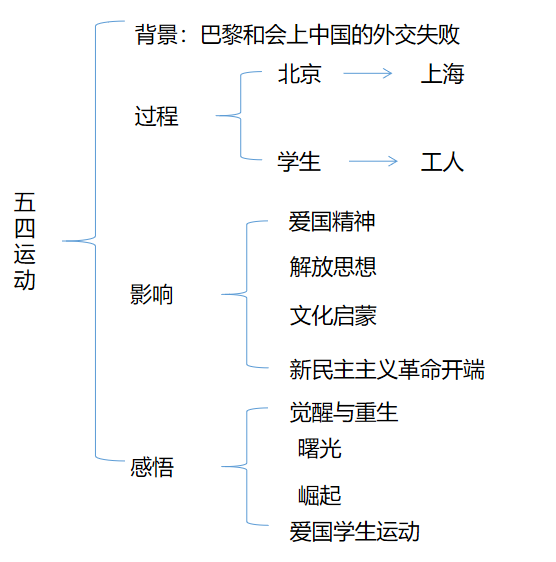 五四运动
背景：巴黎和会上中国的外交失败
过程
北京
上海
学生
工人
影响
爱国精神
解放思想
文化启蒙
新民主主义革命开端
感悟
觉醒与重生
曙光
崛起
爱国学生运动